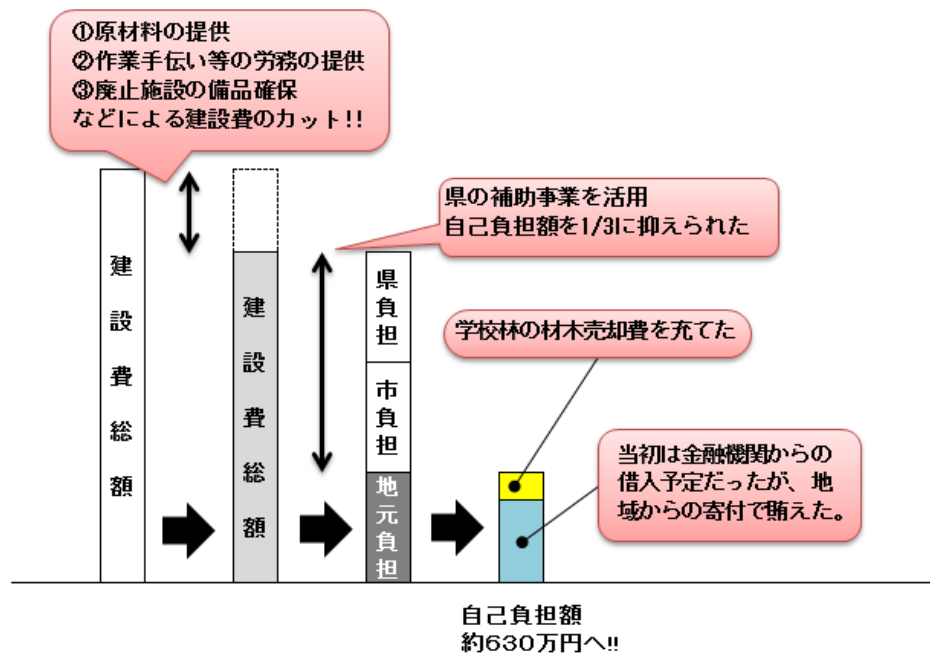 ①原材料の提供
②作業手伝い等の労務の提供
③廃止施設の備品確保
などによる建設費のカット!!
県の補助事業を活用
自己負担額を1/3に抑えられた
建設費総額
建設費総額
県負担
市負担
地元負担
学校林の材木売却費を充てた
当初は金融機関からの
借入予定だったが、地
域からの寄付で賄えた。
自己負担額
約630万円へ!!